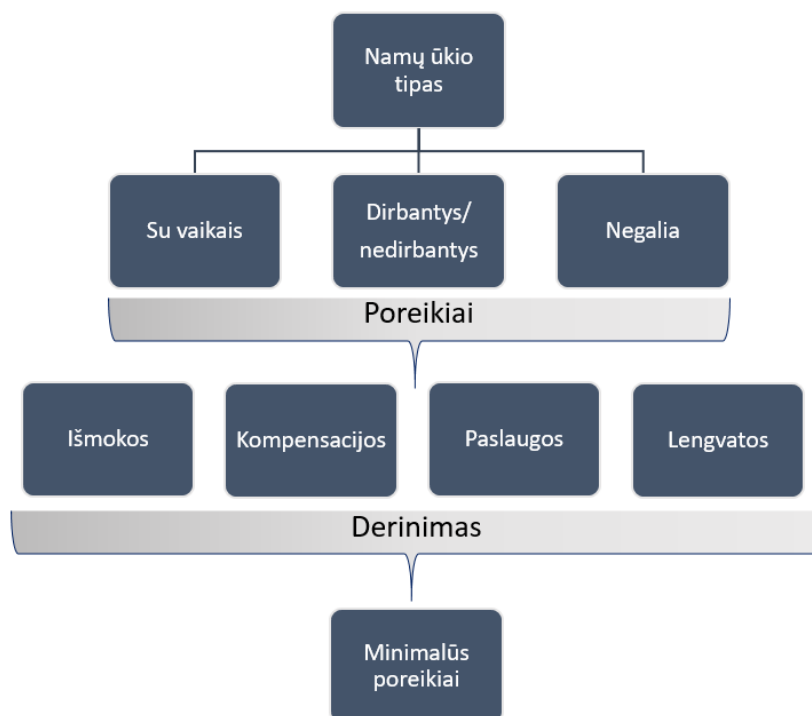 Namų ūkio
tipas
Su vaikais
Dirbantys/
nedirbantys
Negalia
Poreikiai
Išmokos
Kompensacijos
Paslaugos
Lengvatos
Derinimas
Minimalūs
poreikiai